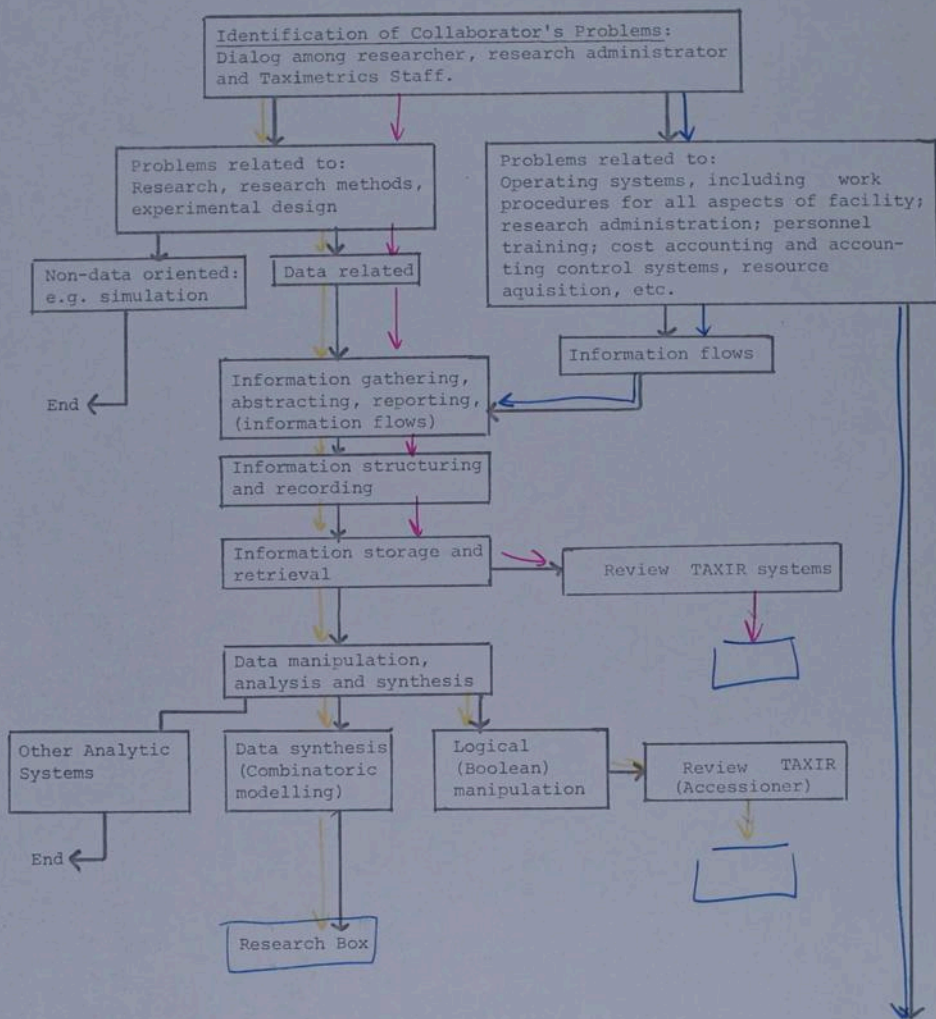 Identification of Collaborator's Problems:
Dialog among researcher, research administrator
and Taximetrics Staff.
Problems related to:
Research, research methods,
experimental design
Problems related to:
Operating systems, including work
procedures for all aspects of facility;
research administration; personnel
training; cost accounting and accoun-
ting control systems, resource
aquisition, etc.
Non-data oriented:
e.g. simulation
Data related
Information flows
End
Information gathering,
abstracting, reporting,
(information flows)
Information structuring
and recording
Information storage and
retrieval
Review TAXIR systems
Data manipulation,
analysis and synthesis
Other Analytic
Systems
Data synthesis
(Combinatoric
modelling)
Logical
(Boolean)
manipulation
Review TAXIR
(Accessioner)
End
Research Box